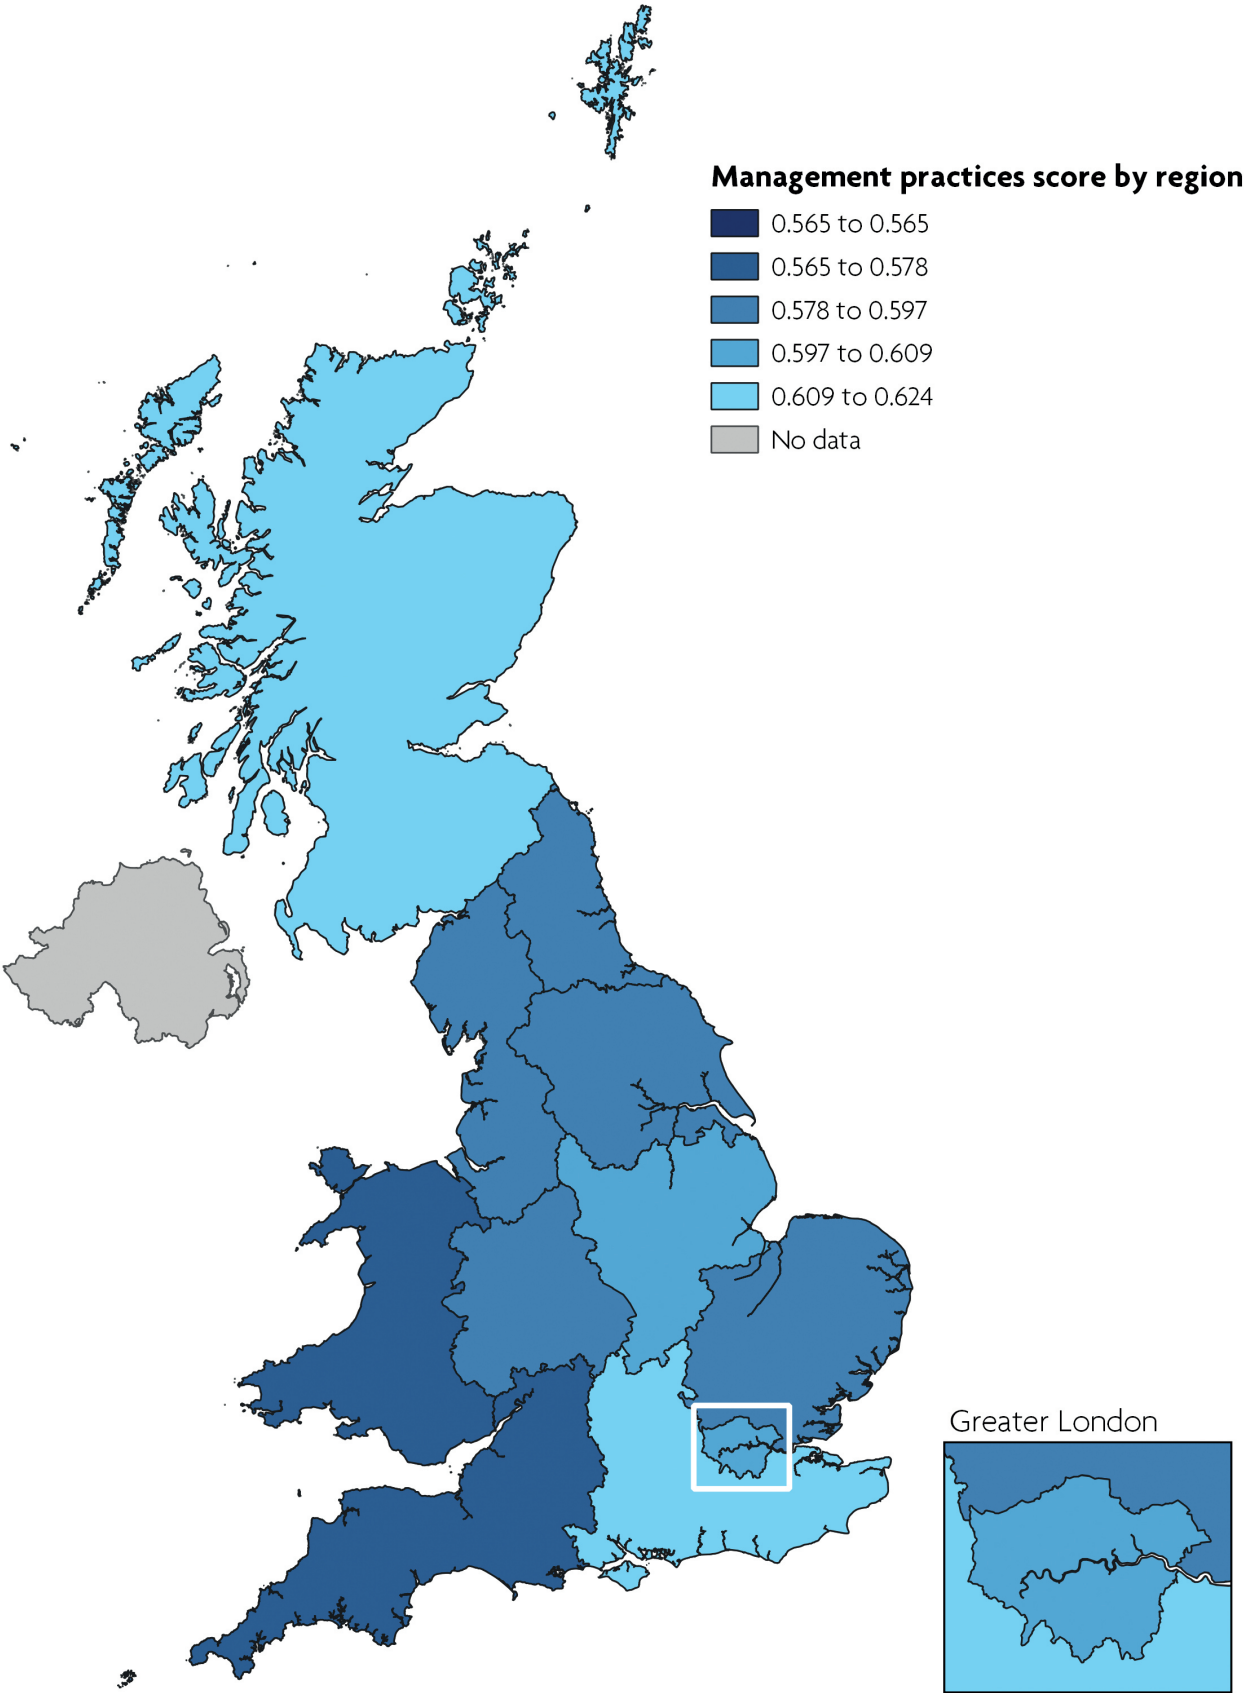 Management practices score by region
0.565 to 0.565
0.565 to 0.578
0.578 to 0.597
0.597 to 0.609
0.609 to 0.624
No data
Greater London